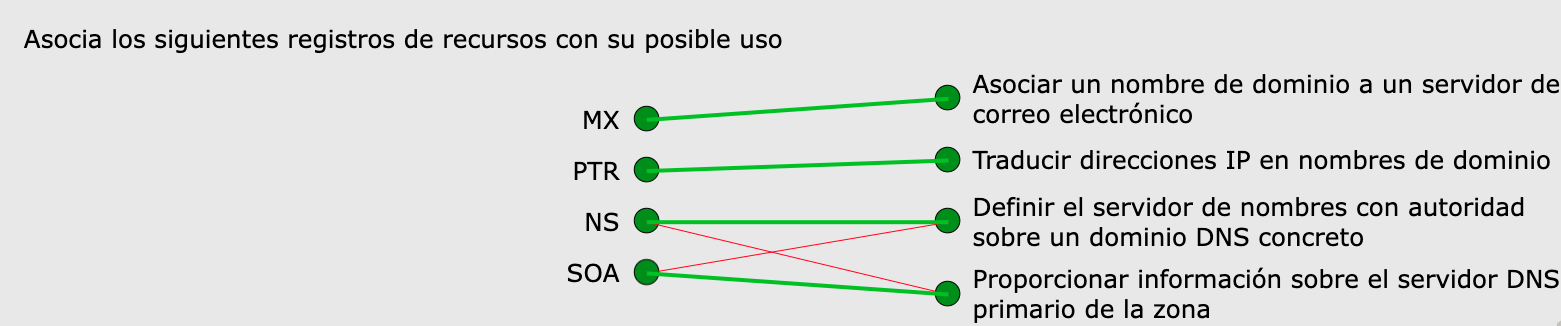 Asocia los siguientes registros de recursos con su posible uso
MX
PTR
NS
SOA
Asociar un nombre de dominio a un servidor de
correo electrónico
Traducir direcciones IP en nombres de dominio
Definir el servidor de nombres con autoridad
sobre un dominio DNS concreto
Proporcionar información sobre el servidor DNS
primario de la zona